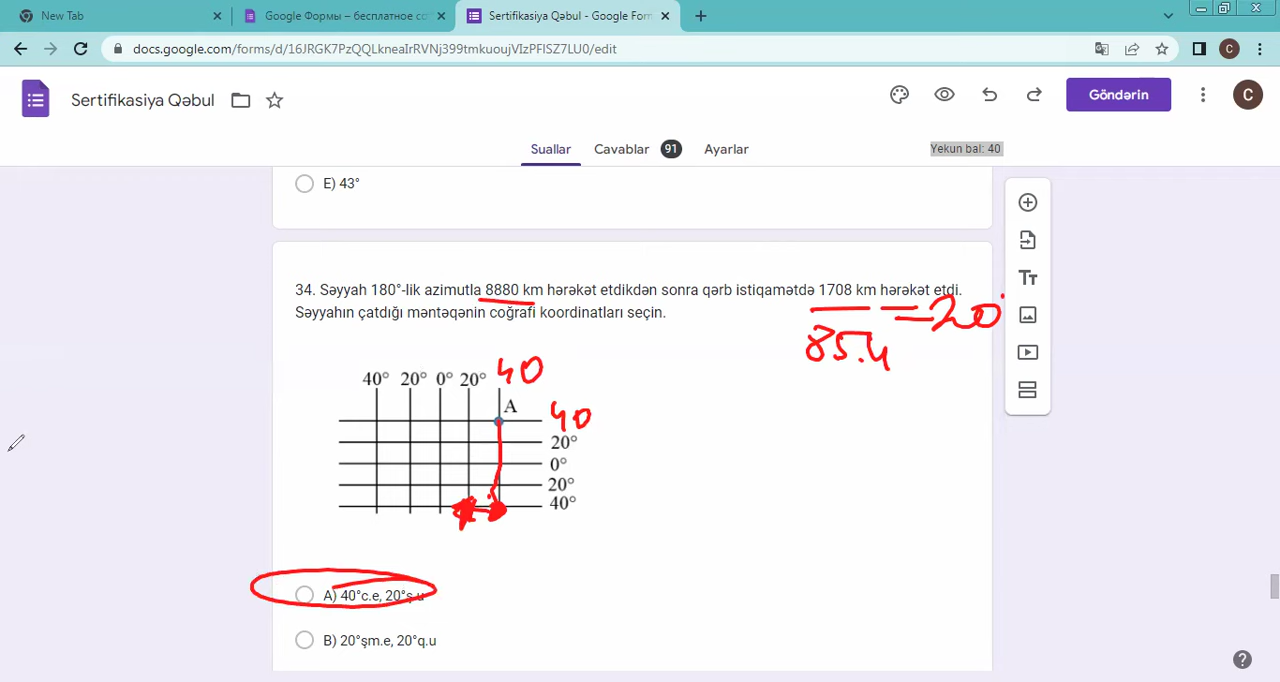 New Tab
Google Формы – бесплатное со
Sertifikasiya Qəbul - Google Forn
docs.google.com/forms/d/16JRGK7PzQQLkneaIrRVNj399tmkuoujVIzPFlSZ7LU0/edit
C
Sertifikasiya Qəbul
Göndərin
C
Suallar
Cavablar 91
Ayarlar
Yekun bal: 40
E) 43°
34. Səyyah 180°-lik azimutla 8880 km hərəkət etdikdən sonra qərb istiqamətdə 1708 km hərəkət etdi.
Səyyahın çatdığı məntəqənin coğrafi koordinatları seçin.
= 20°
85.4
40° 20° 0° 20° 40
A
40
20°
0°
20°
40°
A) 40°c.e, 20°ş.u
B) 20°şm.e, 20°q.u